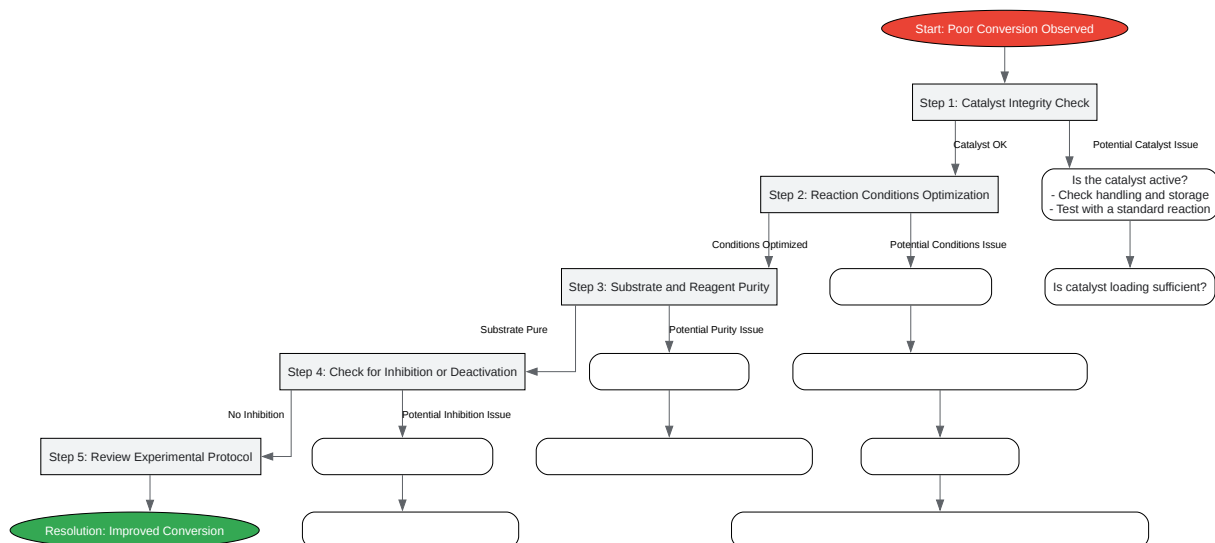 Start: Poor Conversion Observed
Step 1: Catalyst Integrity Check
Catalyst OK
Potential Catalyst Issue
Is the catalyst active?
- Check handling and storage
- Test with a standard reaction
Step 2: Reaction Conditions Optimization
Conditions Optimized
Potential Conditions Issue
Is catalyst loading sufficient?
Step 3: Substrate and Reagent Purity
Substrate Pure
Potential Purity Issue
Step 4: Check for Inhibition or Deactivation
No Inhibition
Potential Inhibition Issue
Step 5: Review Experimental Protocol
Resolution: Improved Conversion